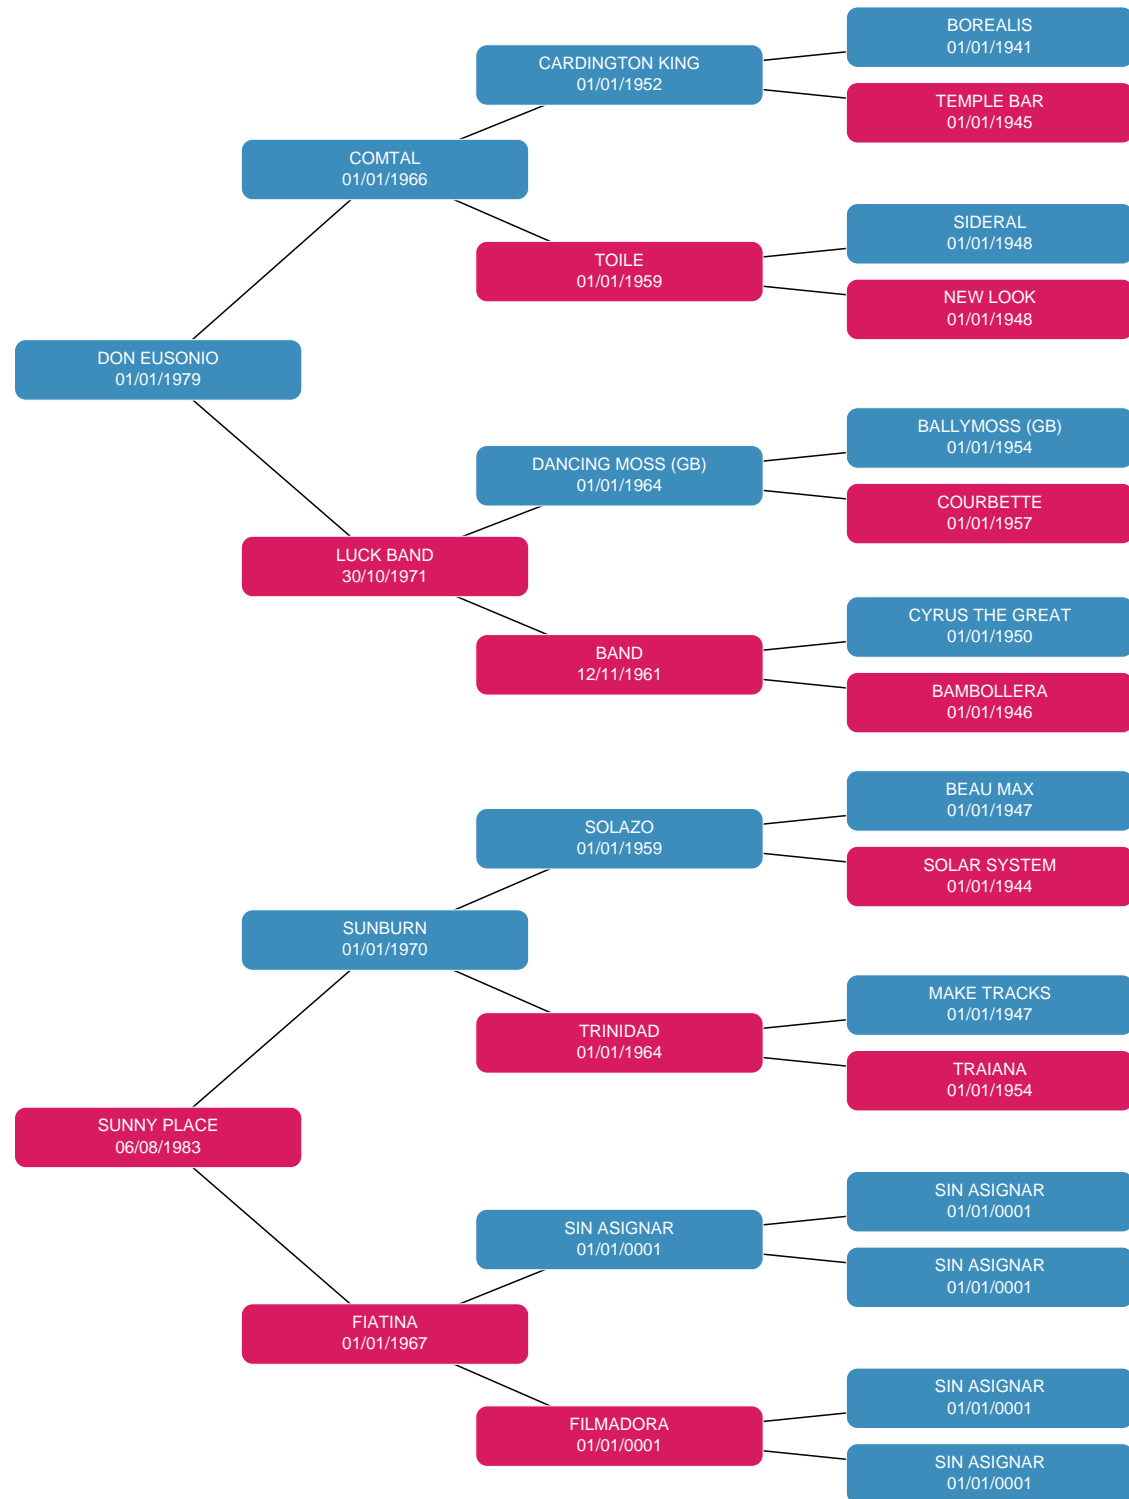 BOREALIS
01/01/1941
CARDINGTON KING
01/01/1952
TEMPLE BAR
01/01/1945
COMTAL
01/01/1966
SIDERAL
01/01/1948
TOILE
01/01/1959
NEW LOOK
01/01/1948
DON EUSONIO
01/01/1979
BALLYMOSS (GB)
01/01/1954
DANCING MOSS (GB)
01/01/1964
COURBETTE
01/01/1957
LUCK BAND
30/10/1971
CYRUS THE GREAT
01/01/1950
BAND
12/11/1961
BAMBOLLERA
01/01/1946
BEAU MAX
01/01/1947
SOLAZO
01/01/1959
SOLAR SYSTEM
01/01/1944
SUNBURN
01/01/1970
MAKE TRACKS
01/01/1947
TRINIDAD
01/01/1964
TRAIANA
01/01/1954
SUNNY PLACE
06/08/1983
SIN ASIGNAR
01/01/0001
SIN ASIGNAR
01/01/0001
SIN ASIGNAR
01/01/0001
FIATINA
01/01/1967
SIN ASIGNAR
01/01/0001
FILMADORA
01/01/0001
SIN ASIGNAR
01/01/0001